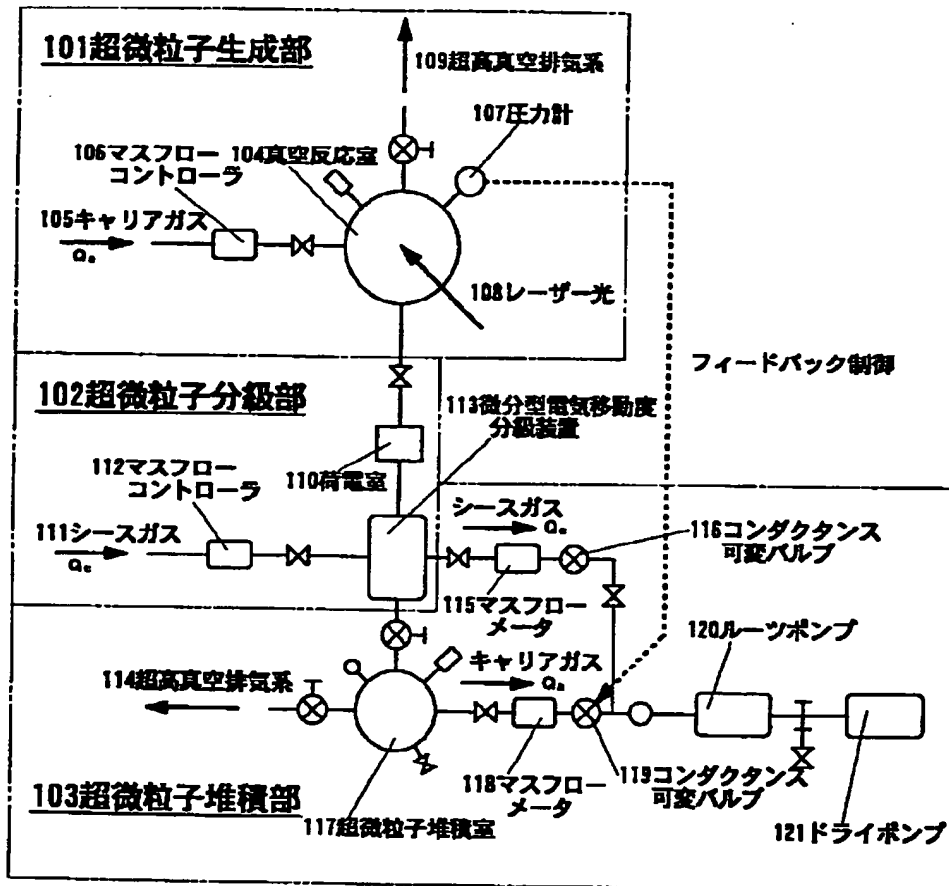 101超微粒子生成部
109超高真空排気系
107圧力計
106マスフロー
コントローラ
104真空反応室
105キャリアガス
108レーザー光
フィードバック制御
102超微粒子分級部
113微分型電気移動度
分級装置
112マスフロー
コントローラ
110荷電室
シースガス
111シースガス
Qc
116コンダクタンス
可変バルブ
115マスフロー
メータ
120ルーツポンプ
キャリアガス
114超高真空排気系
118マスフロー
メータ
119コンダクタンス
可変バルブ
103超微粒子堆積部
117超微粒子堆積室
121ドライポンプ